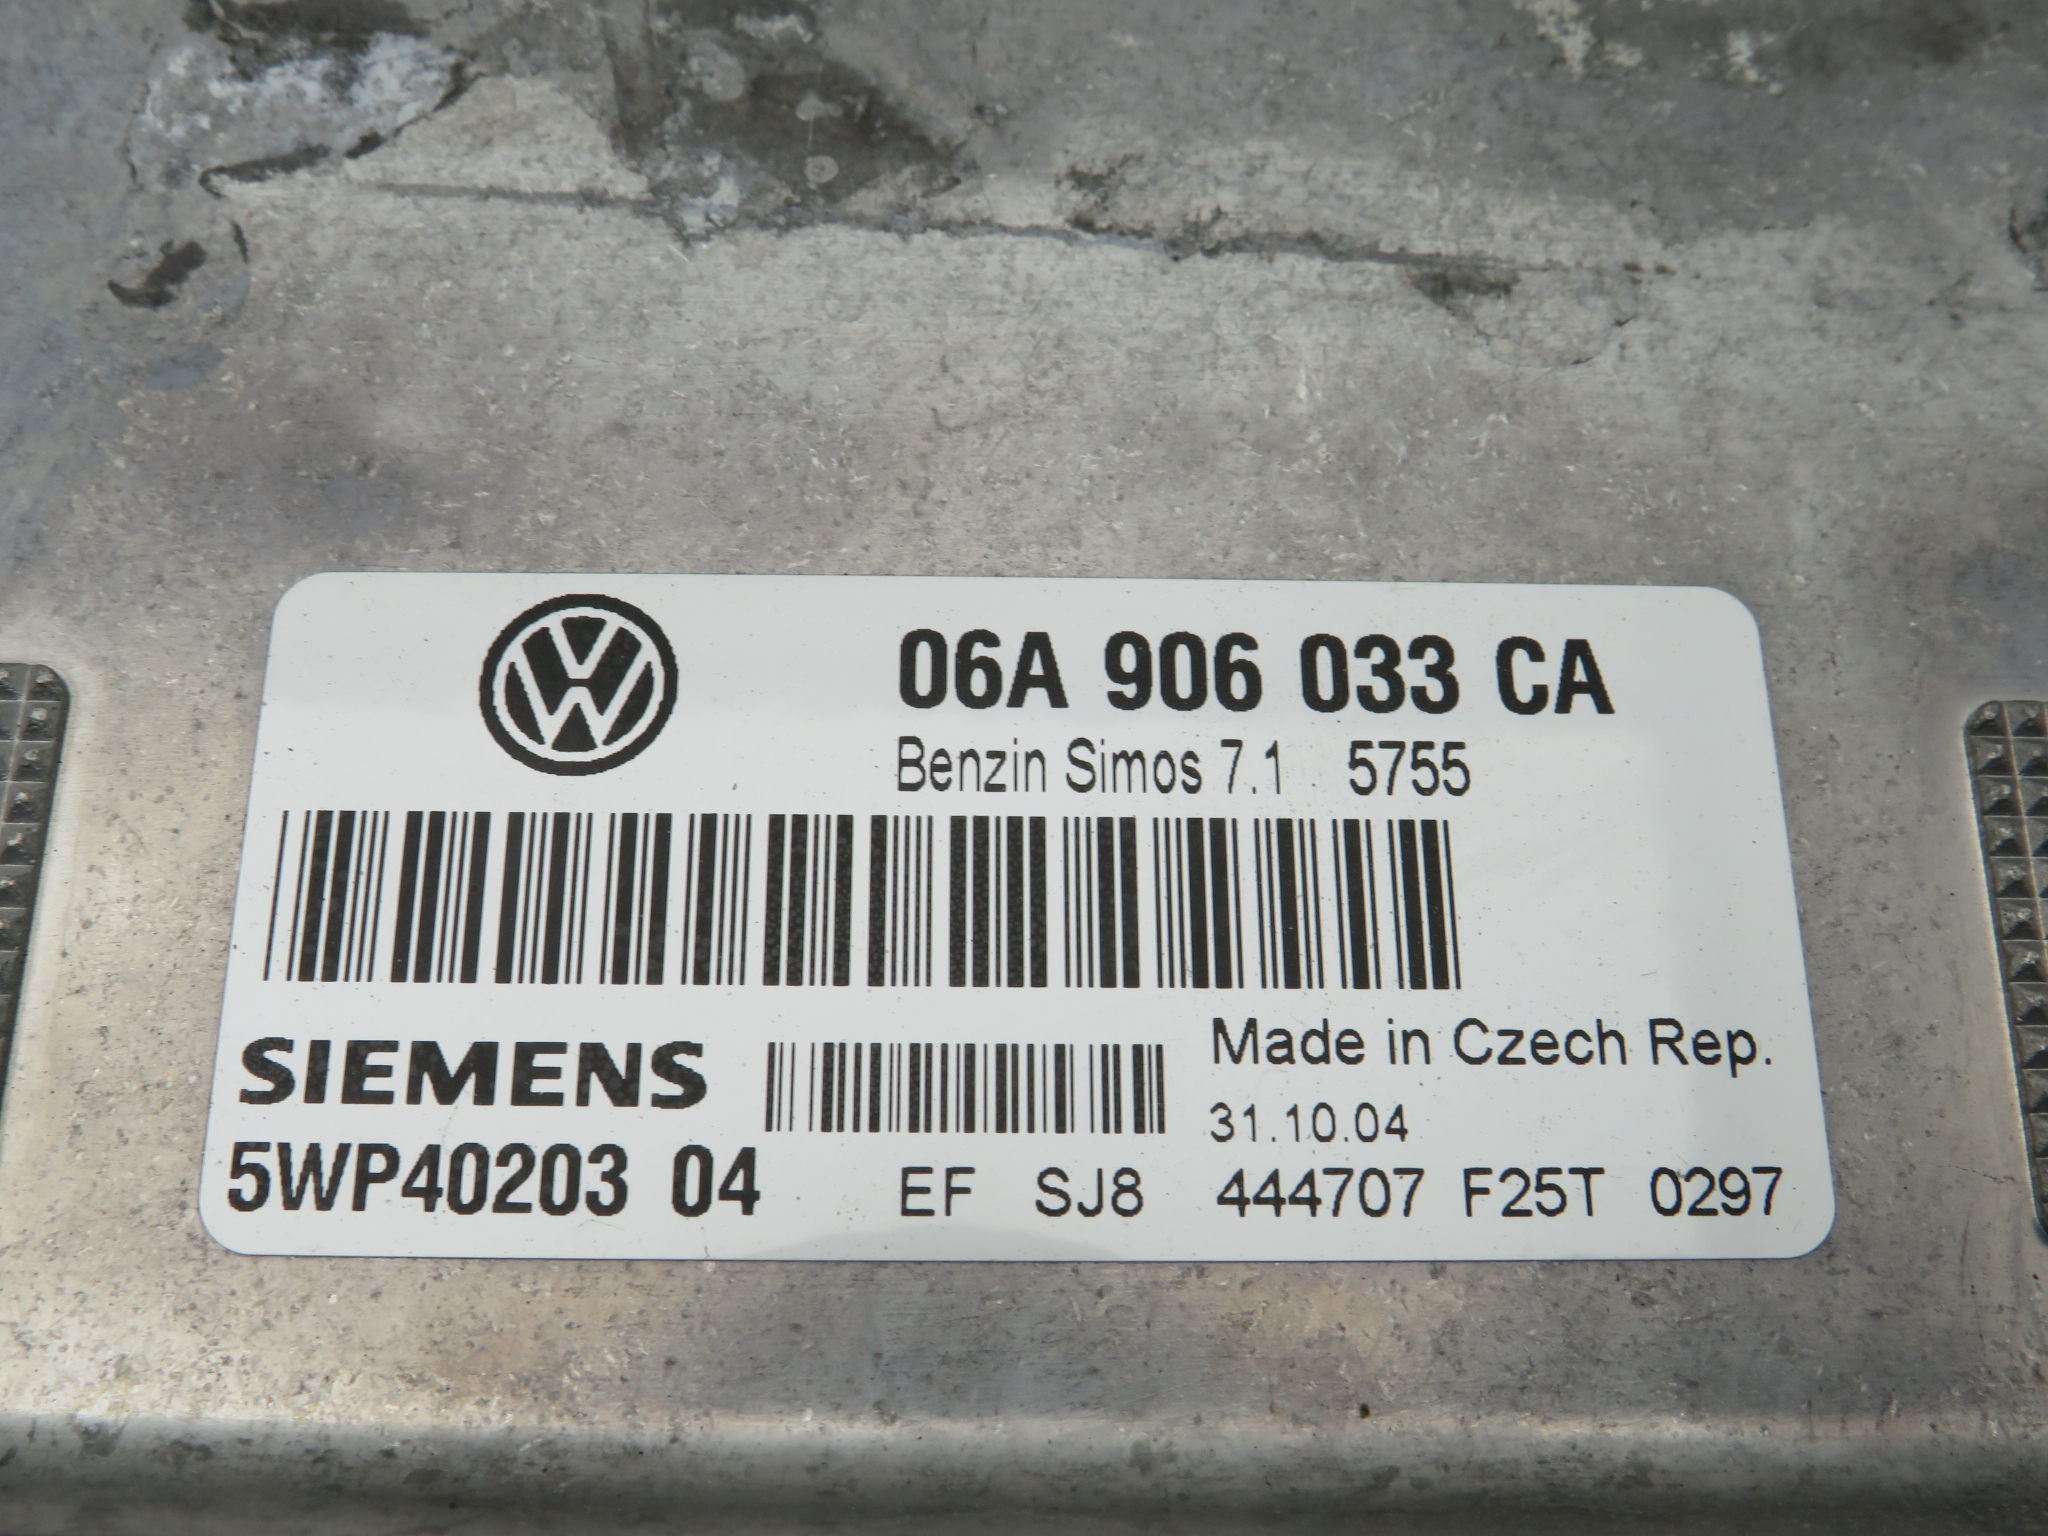 06A 906 033 CA
Benzin Simos 7.1 5755
SIEMENS
Made in Czech Rep.
31.10.04
5WP40203 04 EF SJ8 444707 F25T 0297